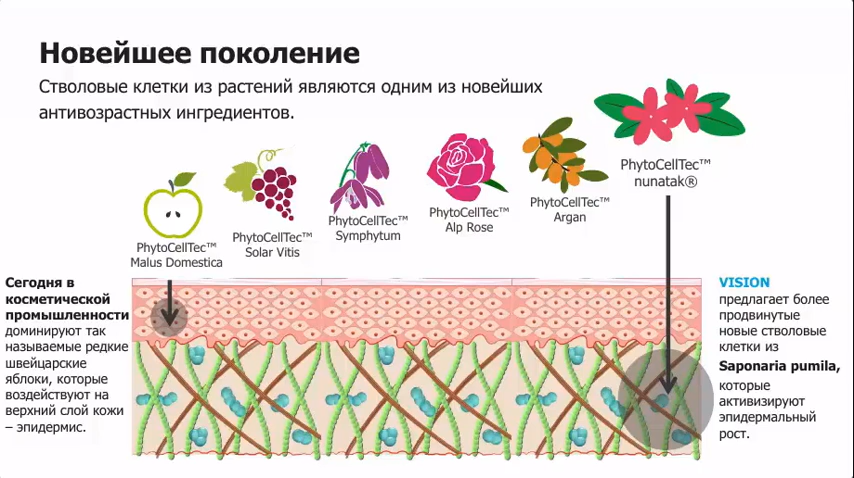 Новейшее поколение
Стволовые клетки из растений являются одним из новейших
антивозрастных ингредиентов.
PhytoCellTec™
Malus Domestica
PhytoCellTec™
Solar Vitis
PhytoCellTec™
Symphytum
PhytoCellTec™
Alp Rose
PhytoCellTec™
Argan
PhytoCellTec™
nunatak®
Сегодня в
косметической
промышленности
доминируют так
называемые редкие
швейцарские
яблоки, которые
воздействуют на
верхний слой кожи
– эпидермис.
VISION
предлагает более
продвинутые
новые стволовые
клетки из
Saponaria pumila,
которые
активизируют
эпидермальный
рост.